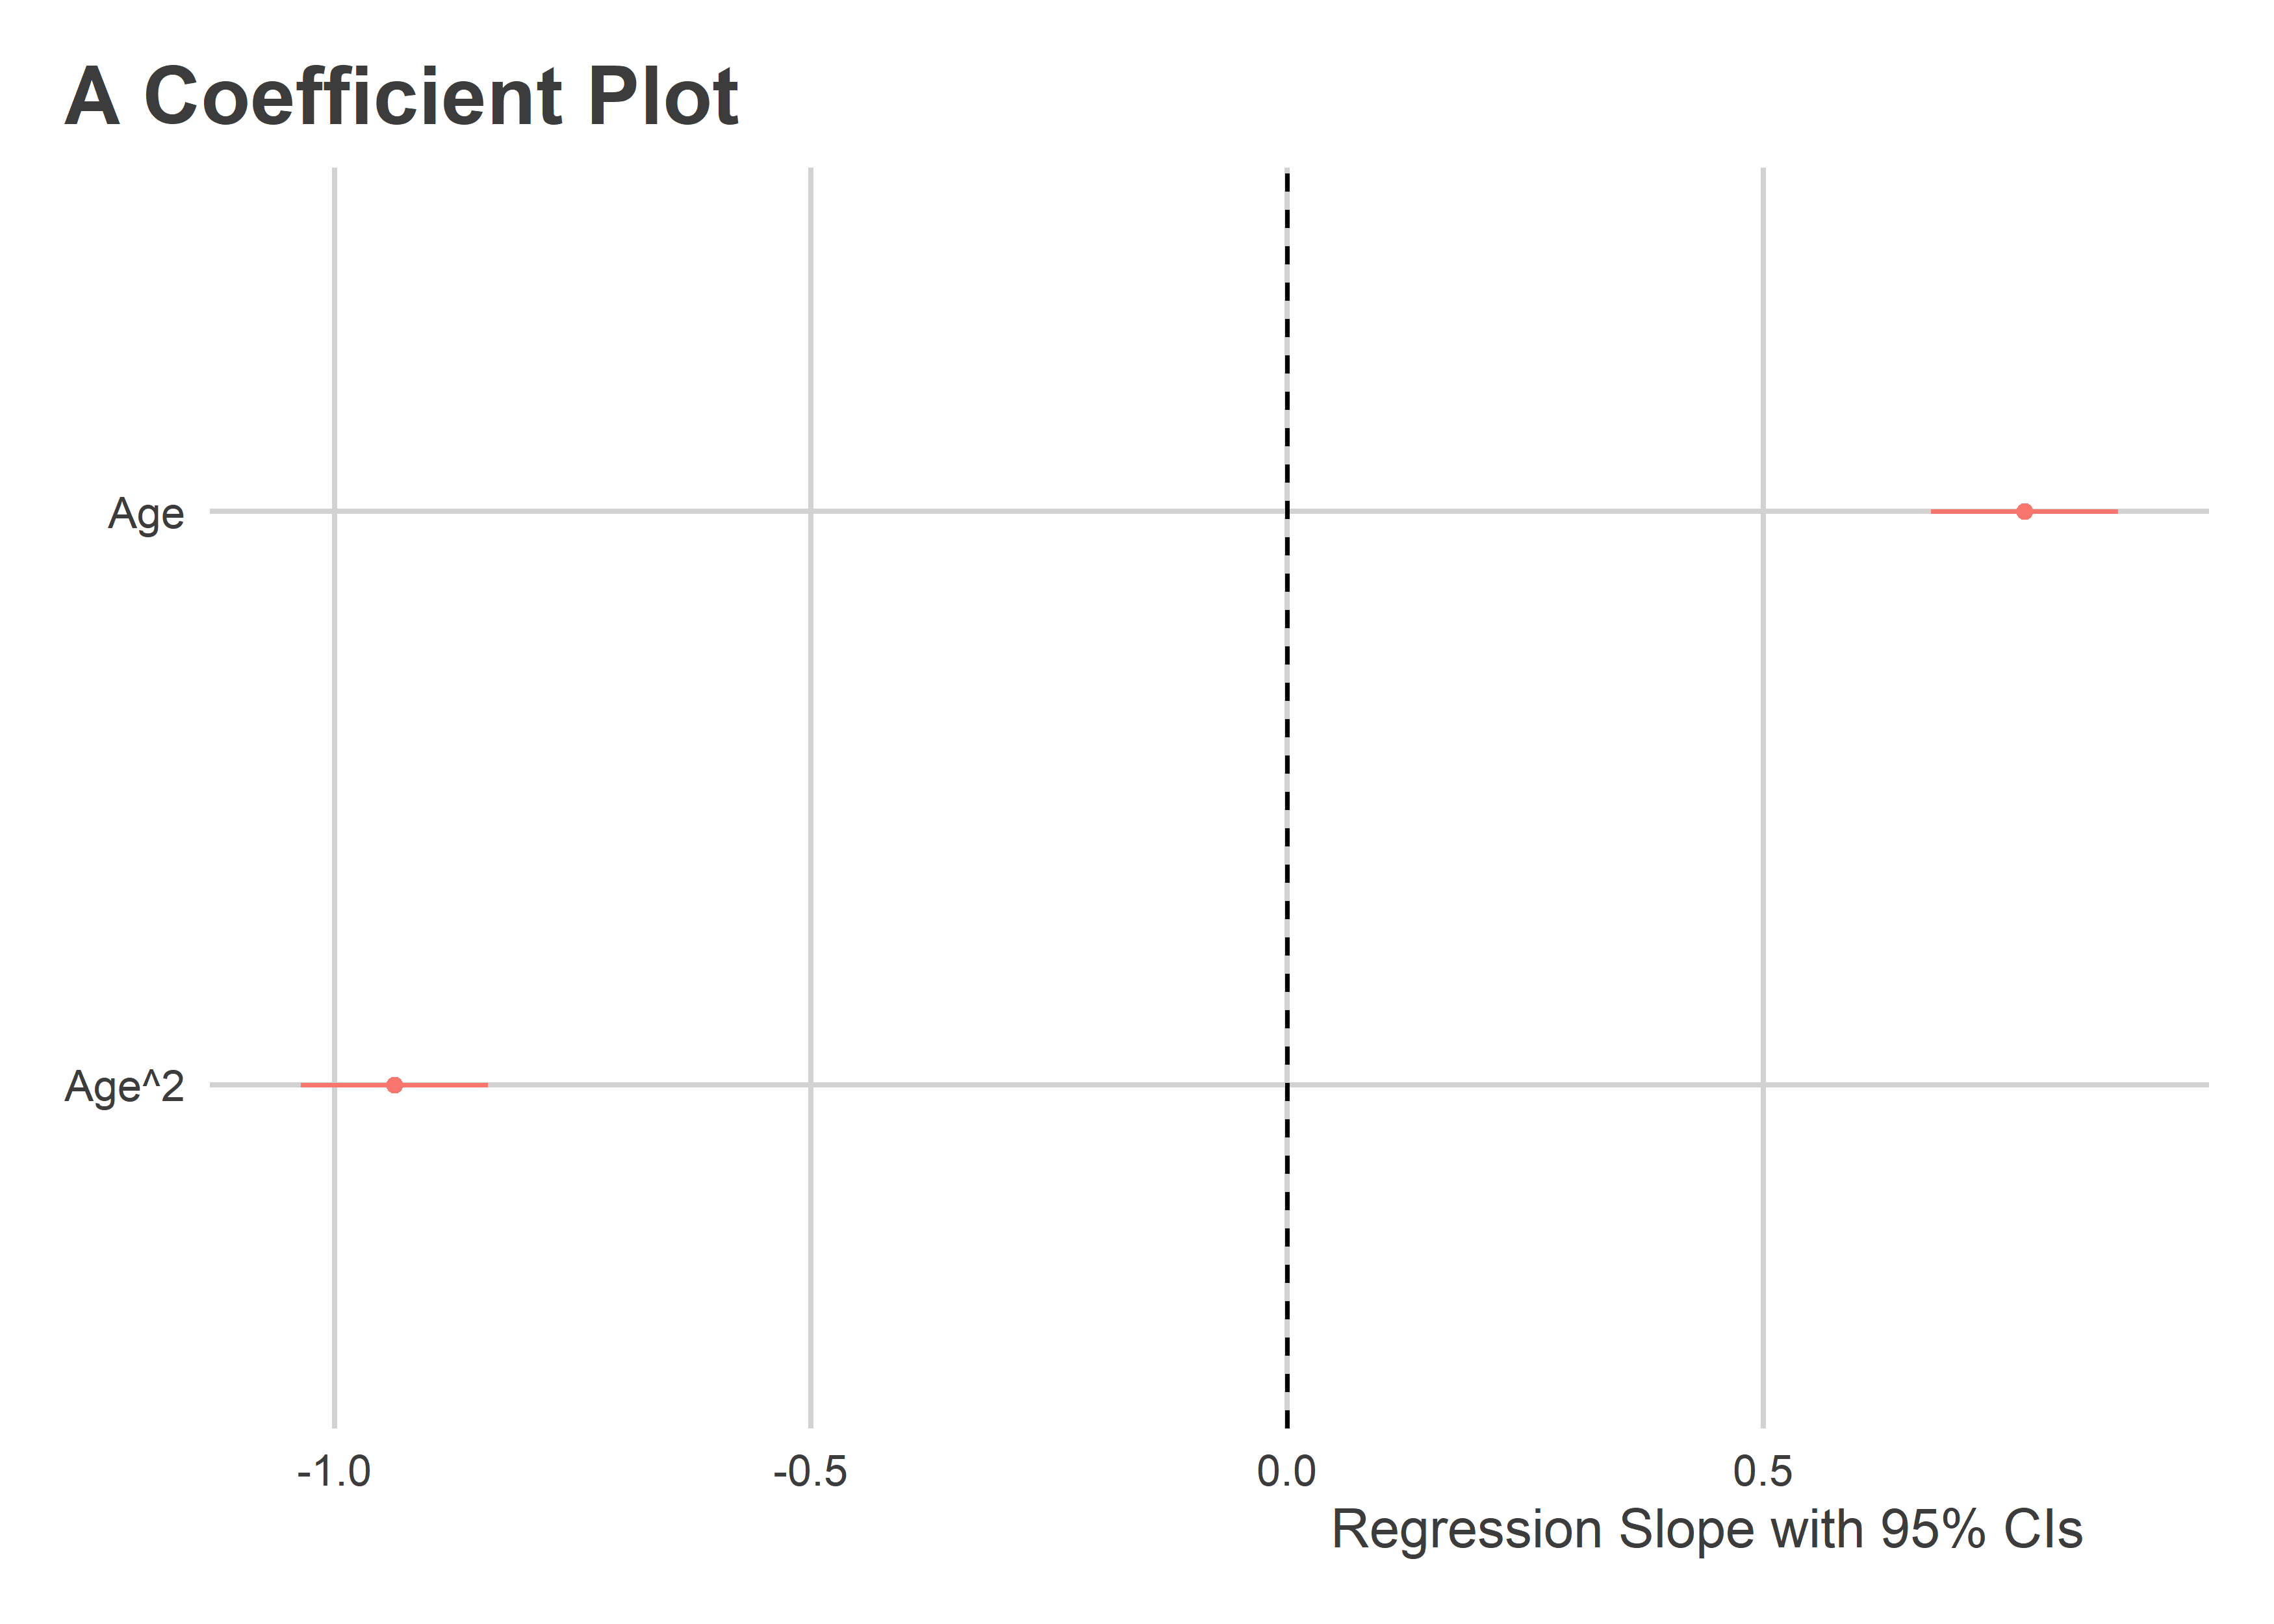 A Coefficient Plot
Age
Age^2
-1.0 -0.5 0.0 0.5
Regression Slope with 95% CIs